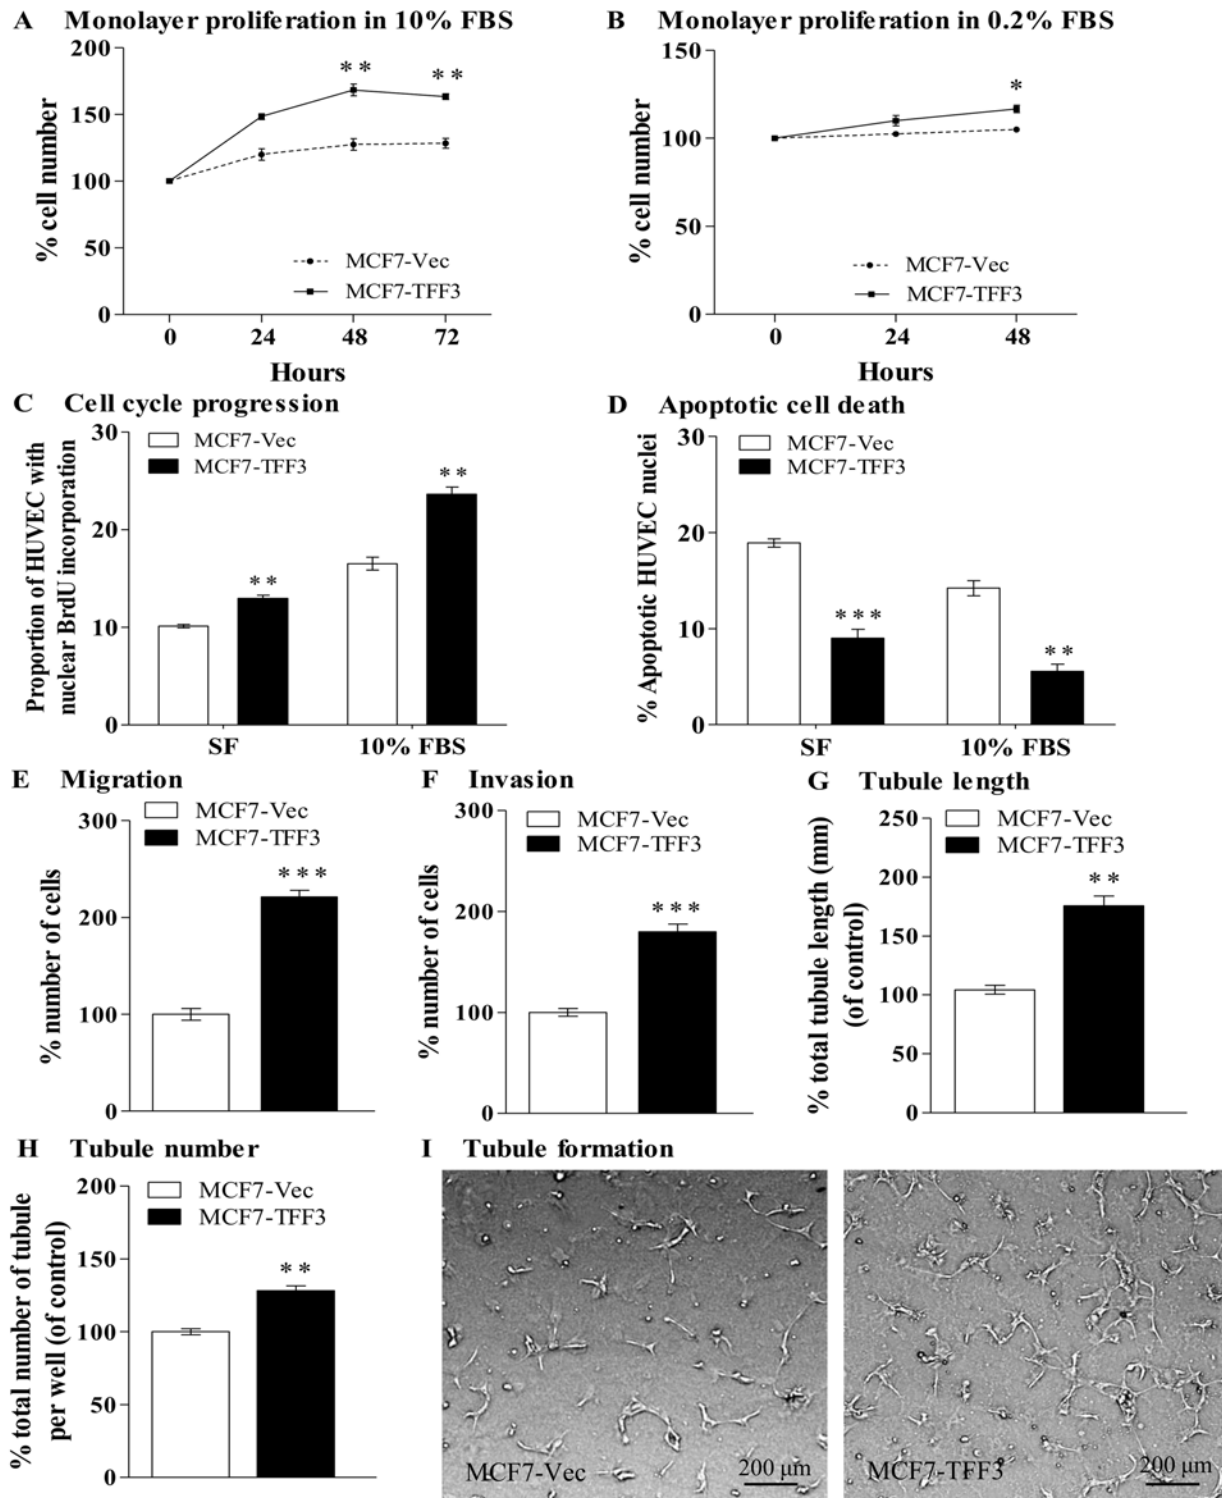 A Monolayer proliferation in 10% FBS
200
150
100
50
0
% cell number
** **
MCF7-Vec
MCF7-TFF3
0 24 48 72
Hours
B Monolayer proliferation in 0.2% FBS
150
100
50
0
% cell number
*
MCF7-Vec
MCF7-TFF3
0 24 48
Hours
C Cell cycle progression
30
20
10
0
Proportion of HUVEC with
nuclear BrdU incorporation
MCF7-Vec
MCF7-TFF3
** **
SF 10% FBS
D Apoptotic cell death
30
20
10
0
% Apoptotic HUVEC nuclei
MCF7-Vec
MCF7-TFF3
*** **
SF 10% FBS
E Migration
300
200
100
0
% number of cells
MCF7-Vec
MCF7-TFF3
***
F Invasion
300
200
100
0
% number of cells
MCF7-Vec
MCF7-TFF3
***
G Tubule length
250
200
150
100
50
0
% total tubule length (mm)
(of control)
MCF7-Vec
MCF7-TFF3
**
H Tubule number
200
150
100
50
0
% total number of tubule
per well (of control)
MCF7-Vec
MCF7-TFF3
**
I Tubule formation
MCF7-Vec 200 µm
MCF7-TFF3 200 µm